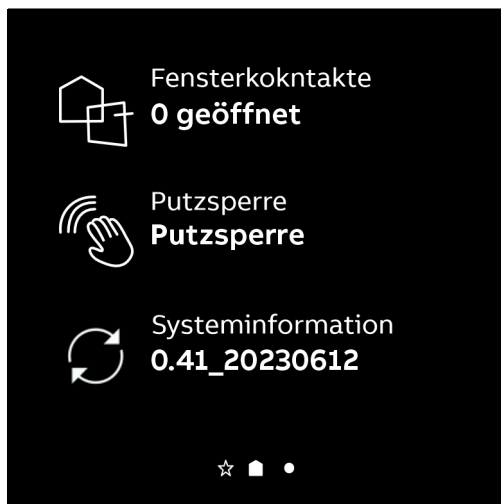 Fensterkokntakte
0 geöffnet
Putzsperre
Putzsperre
Systeminformation
0.41_20230612